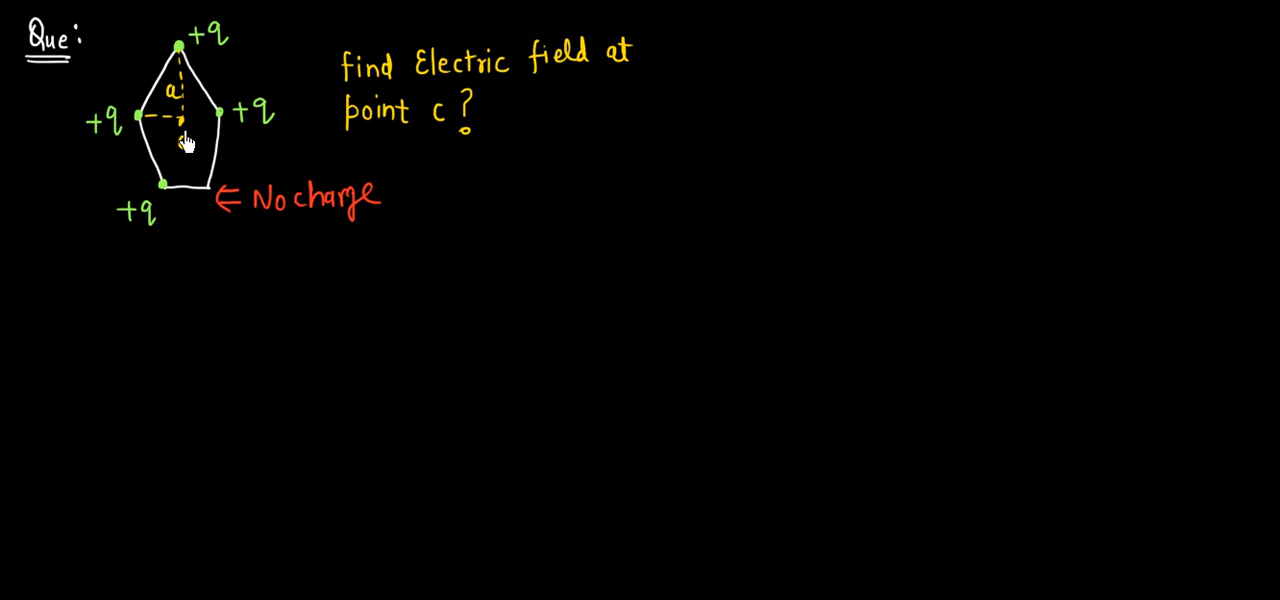 Que:
+q
find Electric field at
a
point c?
+q
+q
+q
← No charge